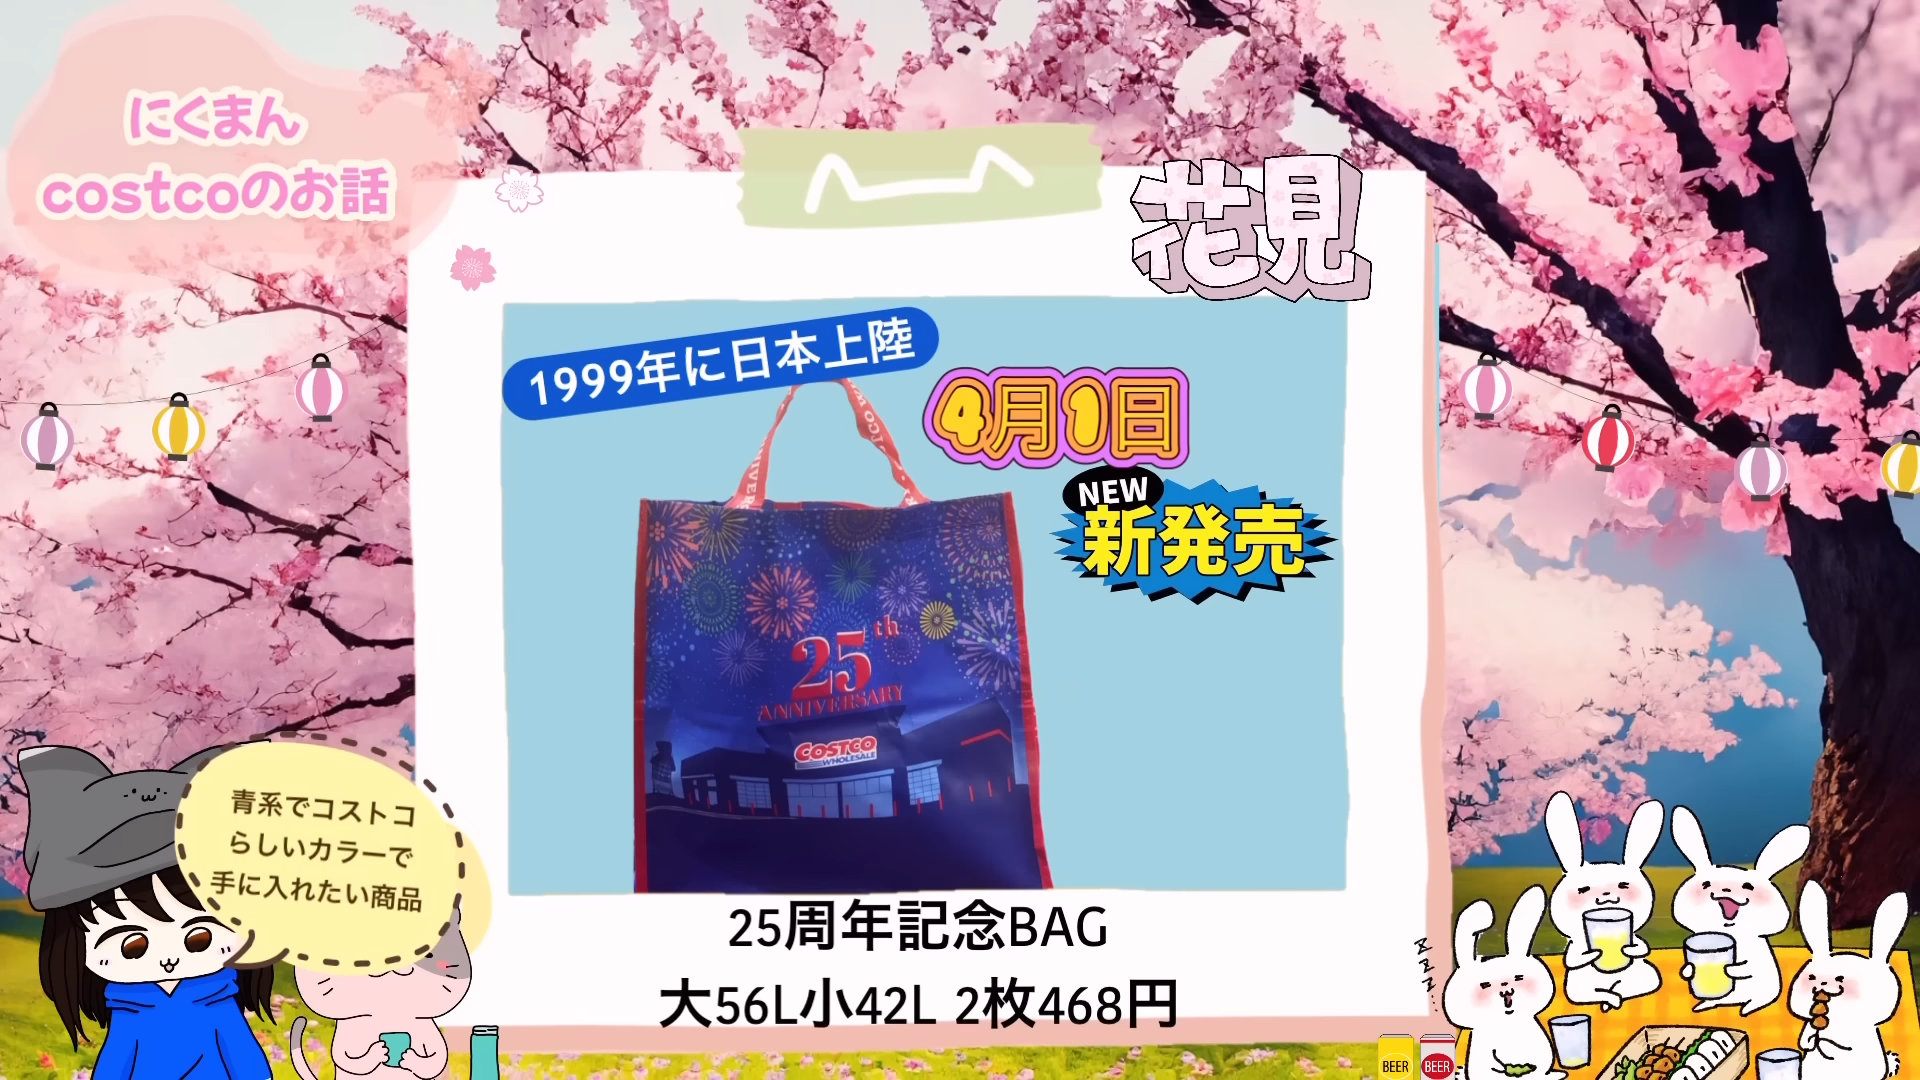 にくまん
costcoのお話
花見
1999年に日本上陸
4月1日
NEW
新発売
25th
ANNIVERSARY
COSTCO
WHOLESALE
青系でコストコ
らしいカラーで
手に入れたい商品
25周年記念BAG
大56L小42L 2枚468円
BEER
BEER
zzz...